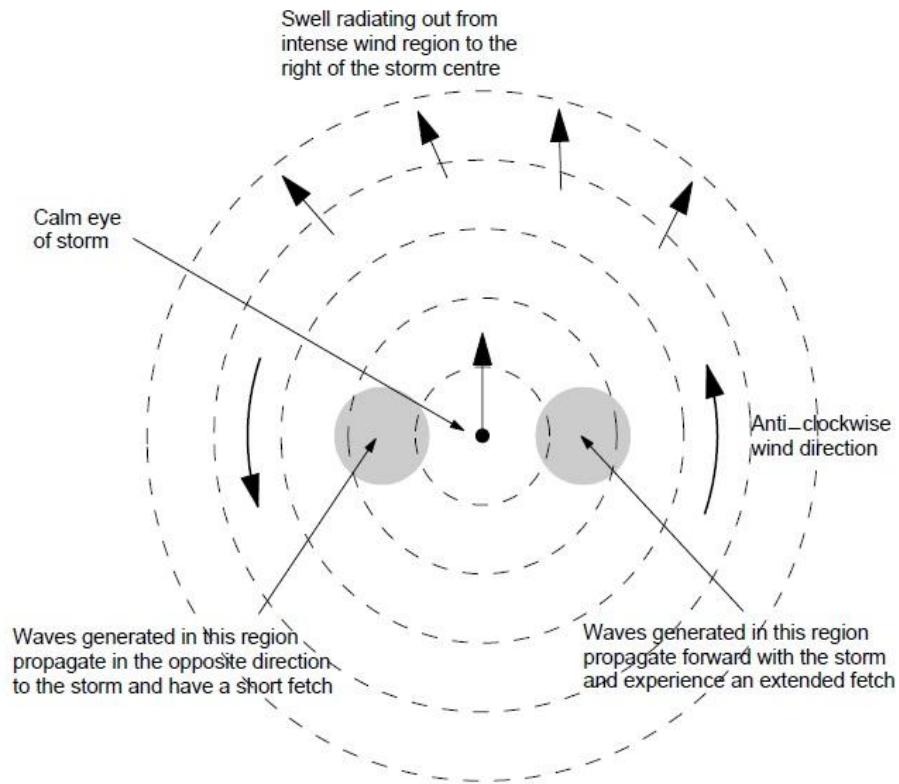 Swell radiating out from
intense wind region to the
right of the storm centre
Calm eye
of storm
Anti–clockwise
wind direction
Waves generated in this region
propagate in the opposite direction
to the storm and have a short fetch
Waves generated in this region
propagate forward with the storm
and experience an extended fetch